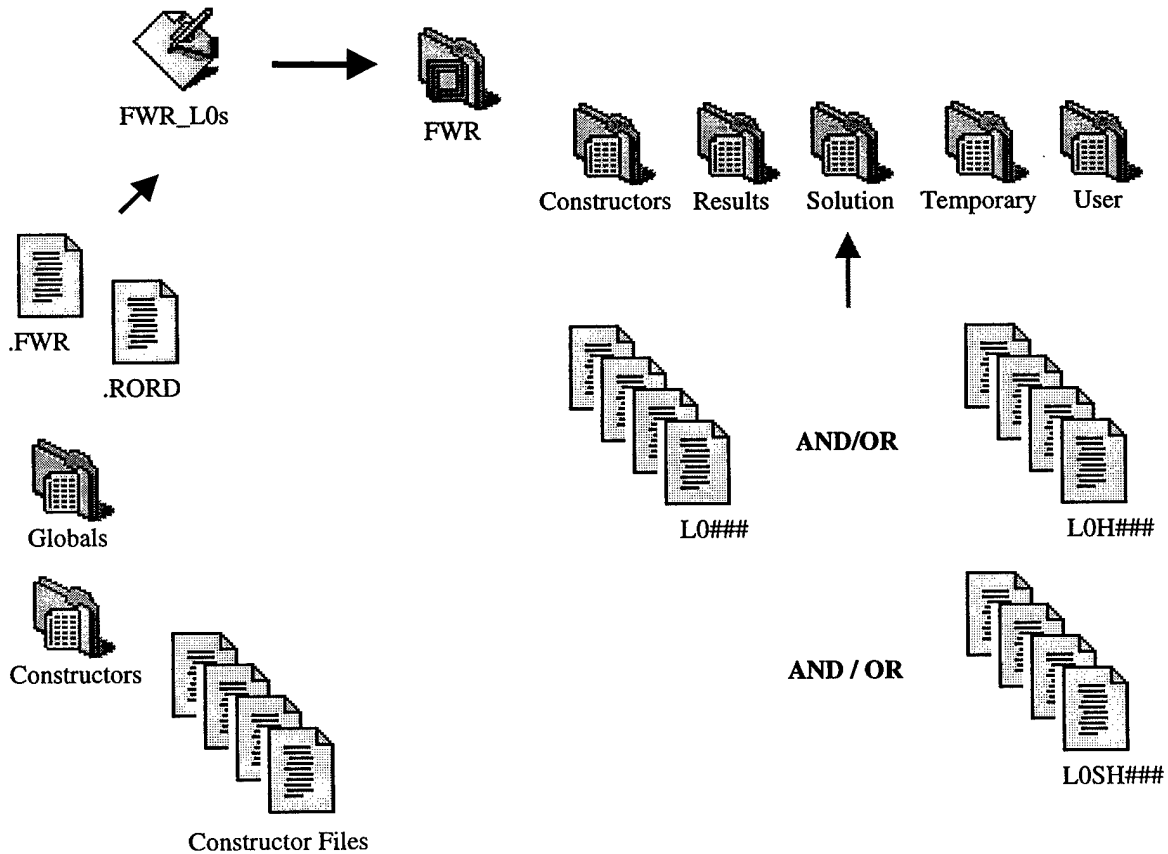 FWR_L0s
FWR
Constructors
Results
Solution
Temporary
User
.FWR
.RORD
Globals
Constructors
Constructor Files
L0###
AND/OR
L0H###
AND / OR
L0SH###